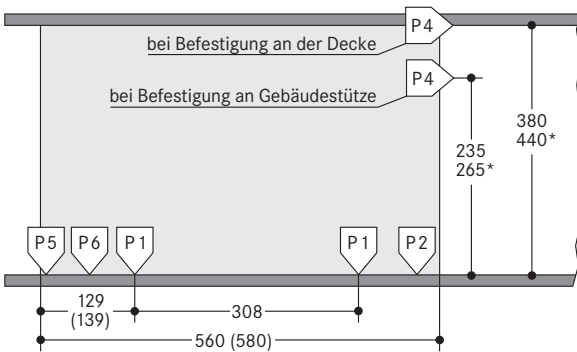 P4
bei Befestigung an der Decke
P4
bei Befestigung an Gebäudestütze
380
440*
235
265*
P5
P6
P1
P1
P2
129
(139)
308
560 (580)